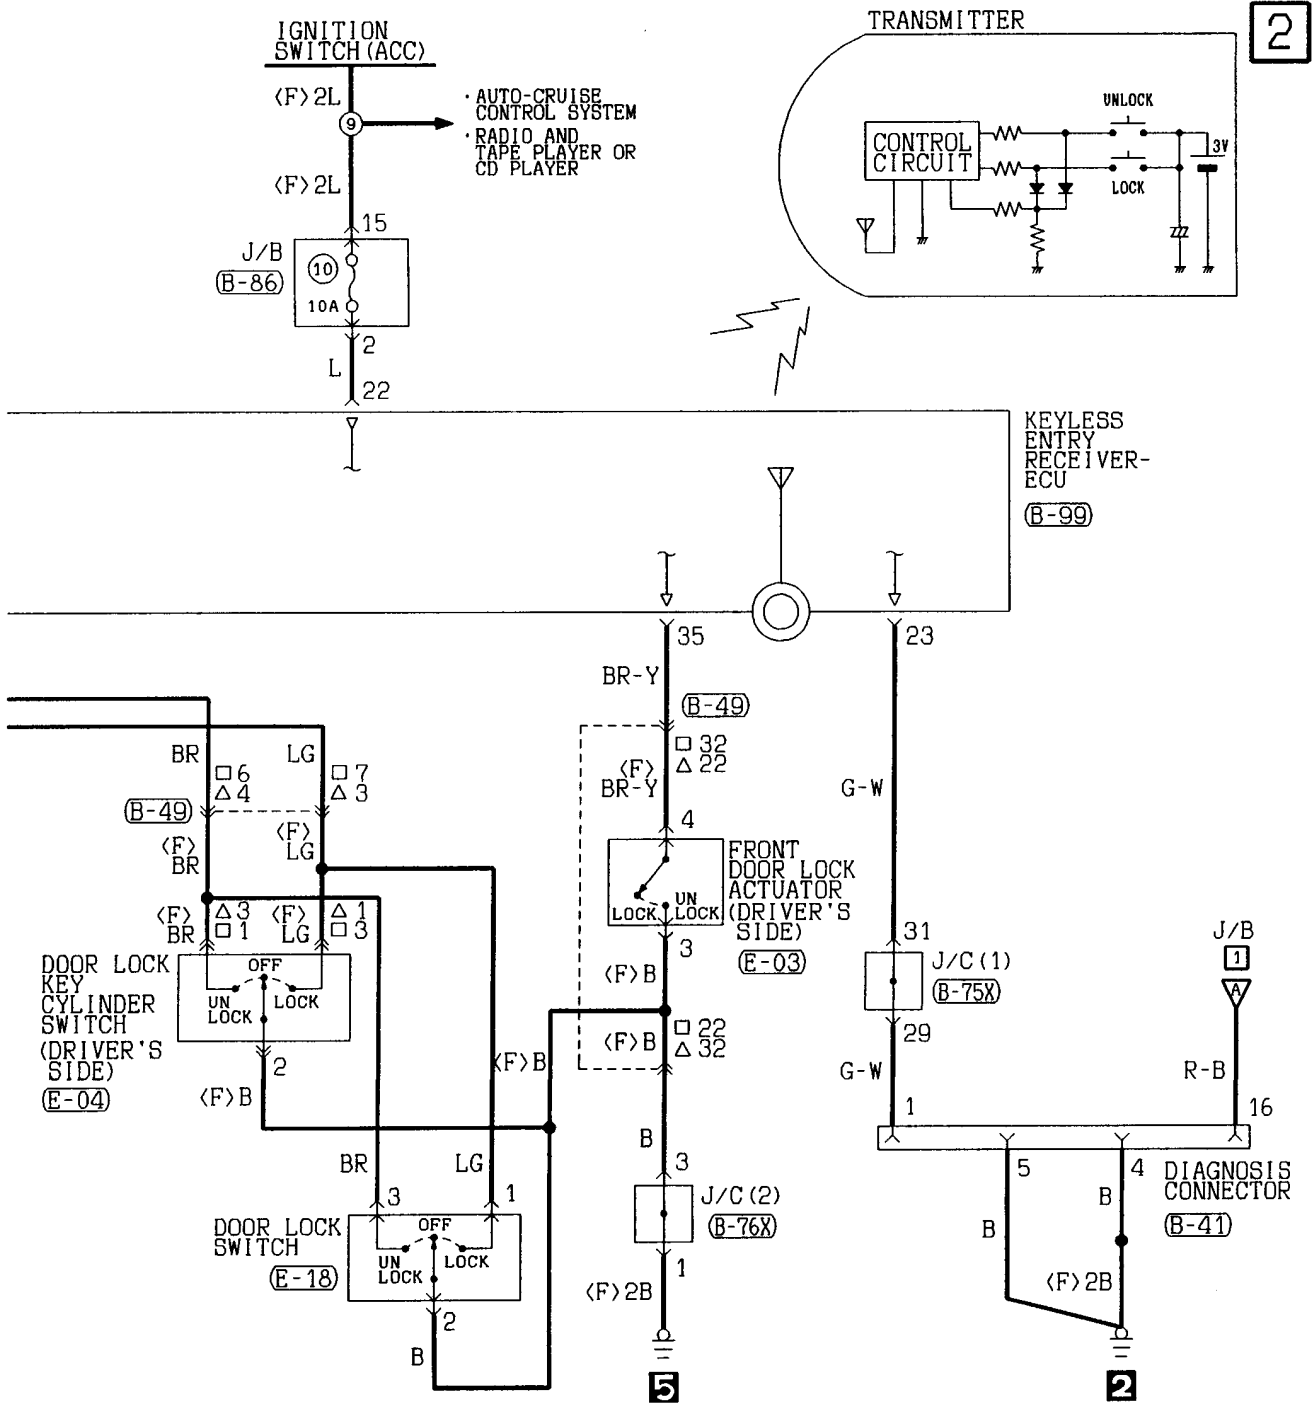 IGNITION
SWITCH(ACC)
TRANSMITTER
2
<F>2L
9
· AUTO-CRUISE
CONTROL SYSTEM
· RADIO AND
TAPE PLAYER OR
CD PLAYER
UNLOCK
CONTROL
CIRCUIT
3V
LOCK
<F>2L
15
J/B
B-86
10
10A
2
L
22
KEYLESS
ENTRY
RECEIVER-
ECU
B-99
35
23
BR-Y
B-49
BR
LG
□6
△4
□7
△3
□32
△22
<F>
BR-Y
G-W
B-49
<F>
BR
<F>
LG
4
FRONT
DOOR LOCK
ACTUATOR
(DRIVER'S
SIDE)
E-03
LOCK
UN
LOCK
<F>
BR
△3
□1
<F>
LG
△1
□3
3
<F>B
31
J/C(1)
B-75X
J/B
1
A
DOOR LOCK
KEY
CYLINDER
SWITCH
(DRIVER'S
SIDE)
E-04
OFF
UN
LOCK
LOCK
2
<F>B
<F>B
<F>B
□22
△32
29
G-W
R-B
1
16
B
5
4
DIAGNOSIS
CONNECTOR
B-41
BR
LG
3
1
3
J/C(2)
B-76X
B
B
DOOR LOCK
SWITCH
E-18
OFF
UN
LOCK
LOCK
2
B
1
<F>2B
<F>2B
5
2